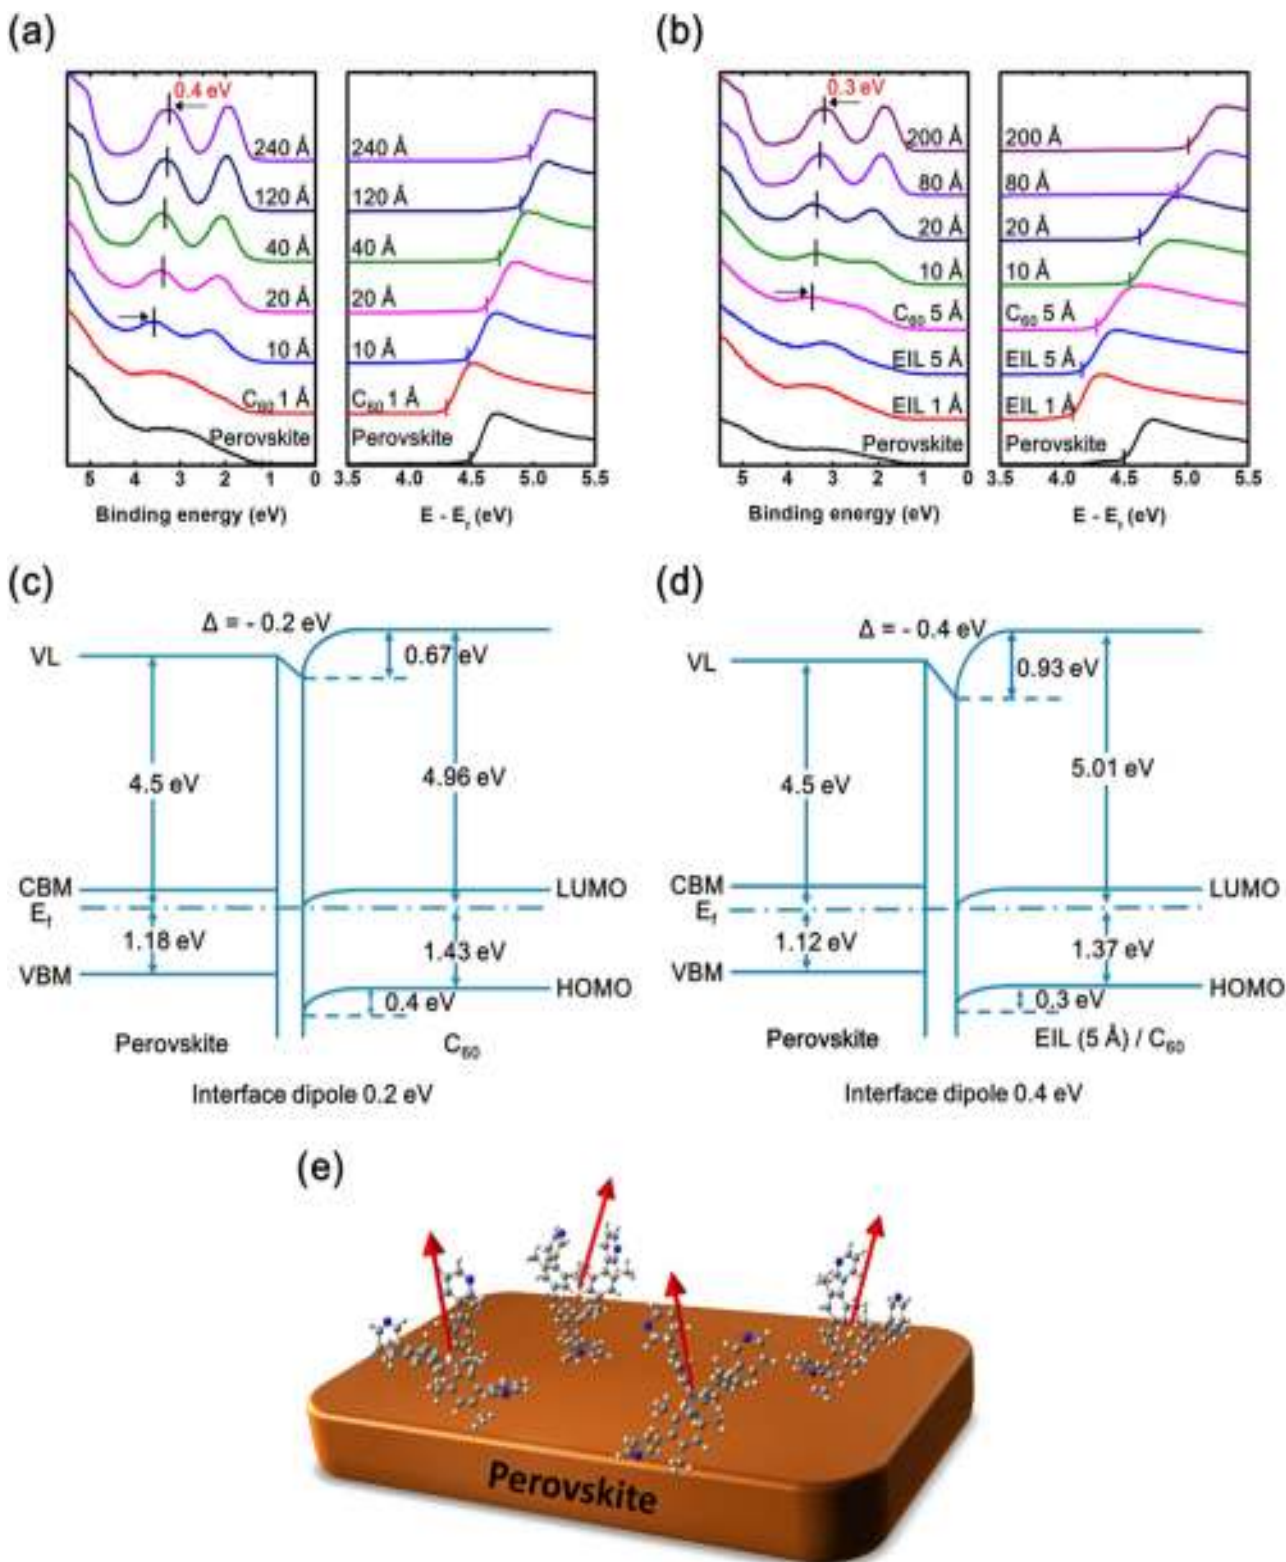 (a)
0.4 eV
240 Å
120 Å
40 Å
20 Å
10 Å
C₆₀ 1 Å
Perovskite
5 4 3 2 1 0
Binding energy (eV)
240 Å
120 Å
40 Å
20 Å
10 Å
C₆₀ 1 Å
Perovskite
3.5 4.0 4.5 5.0 5.5
E - E_f (eV)
(b)
0.3 eV
200 Å
80 Å
20 Å
10 Å
C₆₀ 5 Å
EIL 5 Å
EIL 1 Å
Perovskite
5 4 3 2 1 0
Binding energy (eV)
200 Å
80 Å
20 Å
10 Å
C₆₀ 5 Å
EIL 5 Å
EIL 1 Å
Perovskite
3.5 4.0 4.5 5.0 5.5
E - E_f (eV)
(c)
Δ = - 0.2 eV
VL
0.67 eV
4.5 eV
4.96 eV
CBM
LUMO
E_f
1.18 eV
1.43 eV
VBM
HOMO
0.4 eV
Perovskite
C₆₀
Interface dipole 0.2 eV
(d)
Δ = - 0.4 eV
VL
0.93 eV
4.5 eV
5.01 eV
CBM
LUMO
E_f
1.12 eV
1.37 eV
VBM
HOMO
0.3 eV
Perovskite
EIL (5 Å) / C₆₀
Interface dipole 0.4 eV
(e)
Perovskite